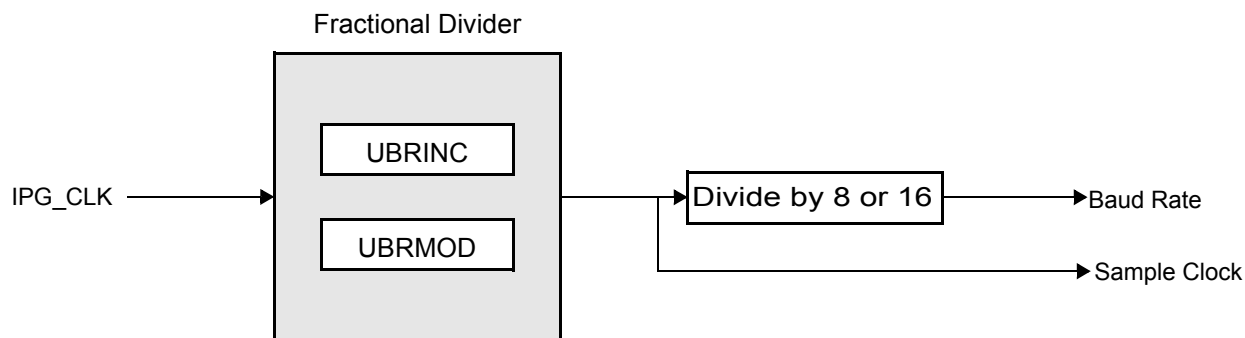 Fractional Divider
UBRINC
IPG_CLK
Divide by 8 or 16
Baud Rate
UBRMOD
Sample Clock